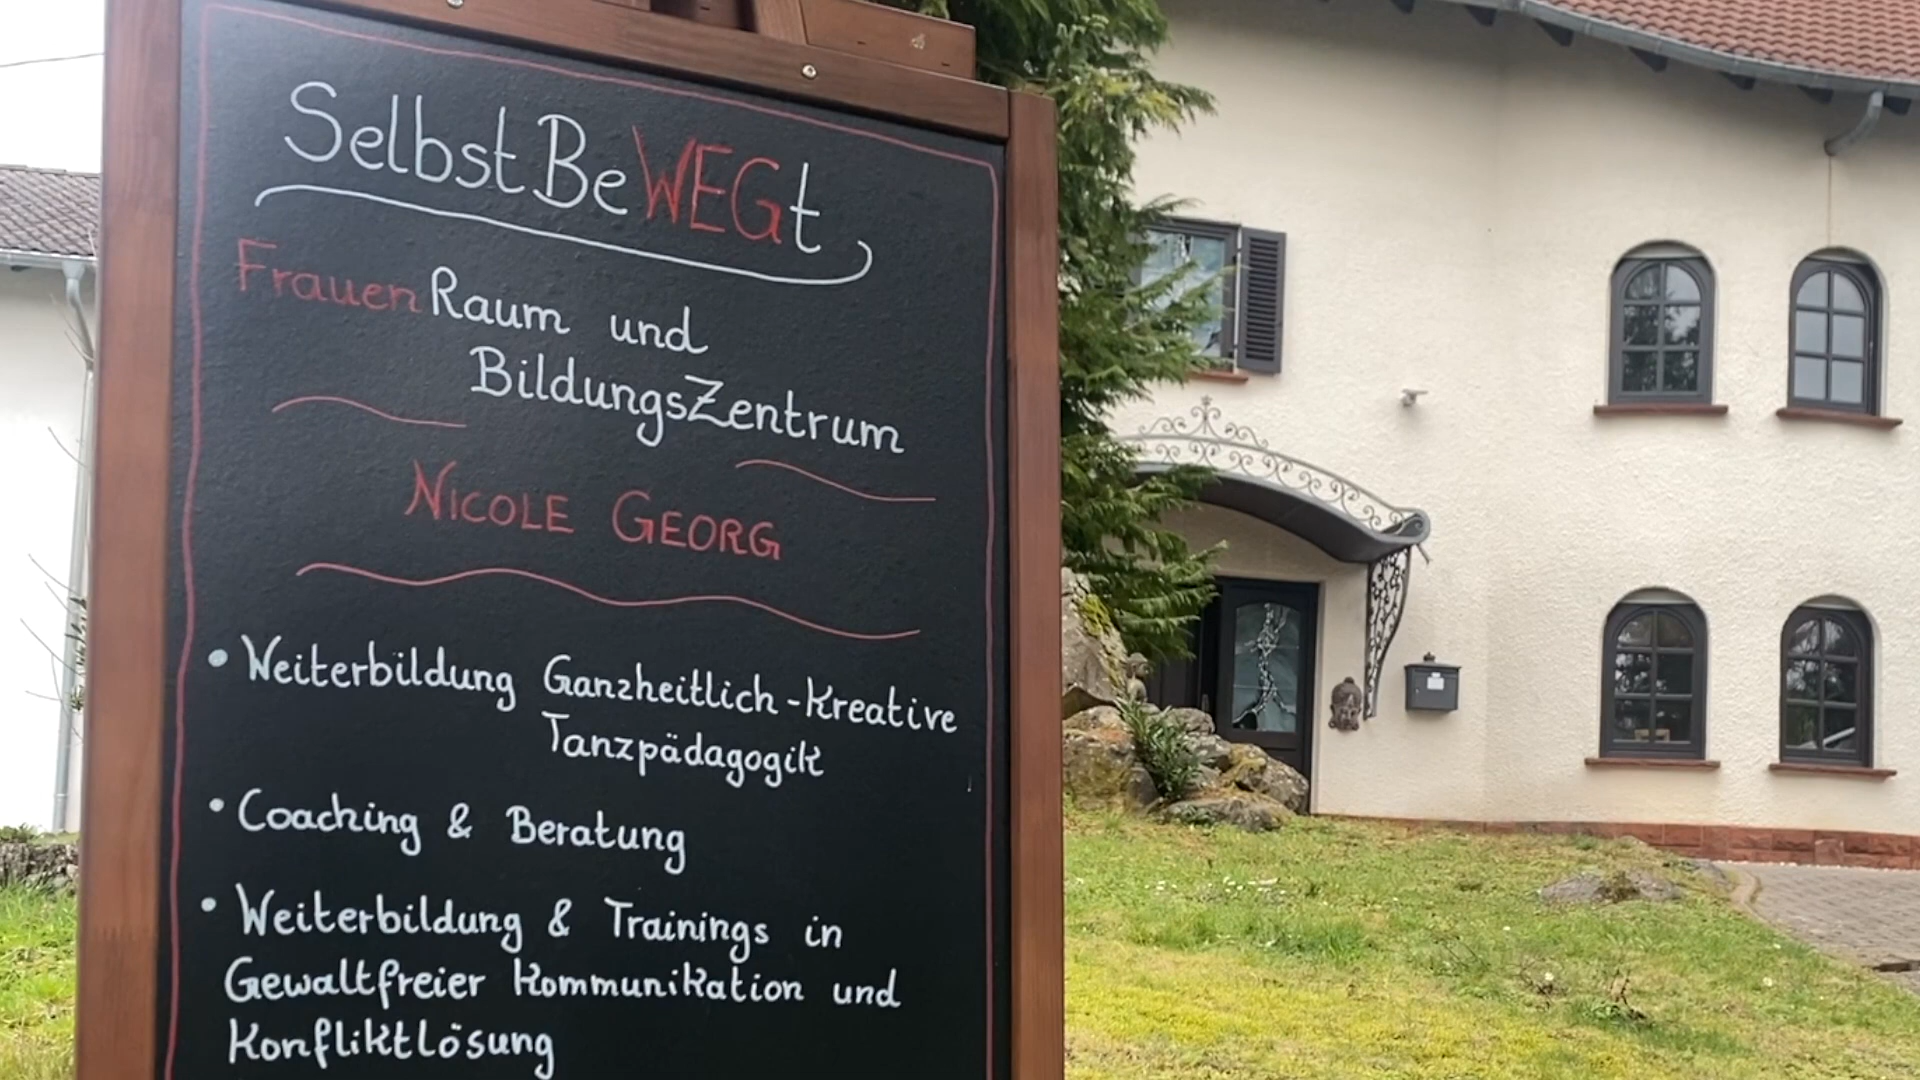 SelbstBeWEGt
FrauenRaum und
BildungsZentrum
NICOLE GEORG
• Weiterbildung Ganzheitlich-Kreative
Tanzpädagogik
• Coaching & Beratung
• Weiterbildung & Trainings in
Gewaltfreier Kommunikation und
Konfliktlösung